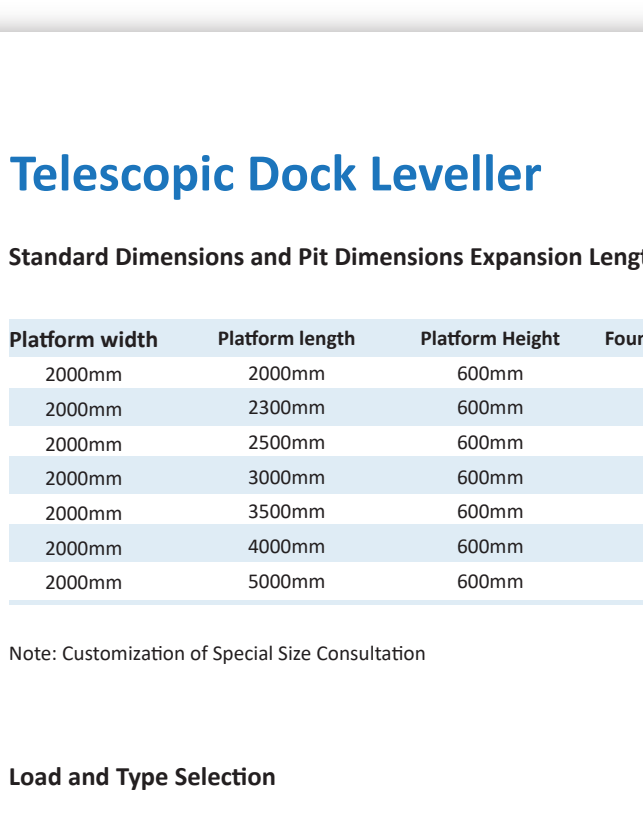 Telescopic Dock Leveller
Standard Dimensions and Pit Dimensions Expansion
Platform width Platform length Platform Height
2000mm 2000mm 600mm
2000mm 2300mm 600mm
2000mm 2500mm 600mm
2000mm 3000mm 600mm
2000mm 3500mm 600mm
2000mm 4000mm 600mm
2000mm 5000mm 600mm
Note: Customization of Special Size Consultation
Load and Type Selection